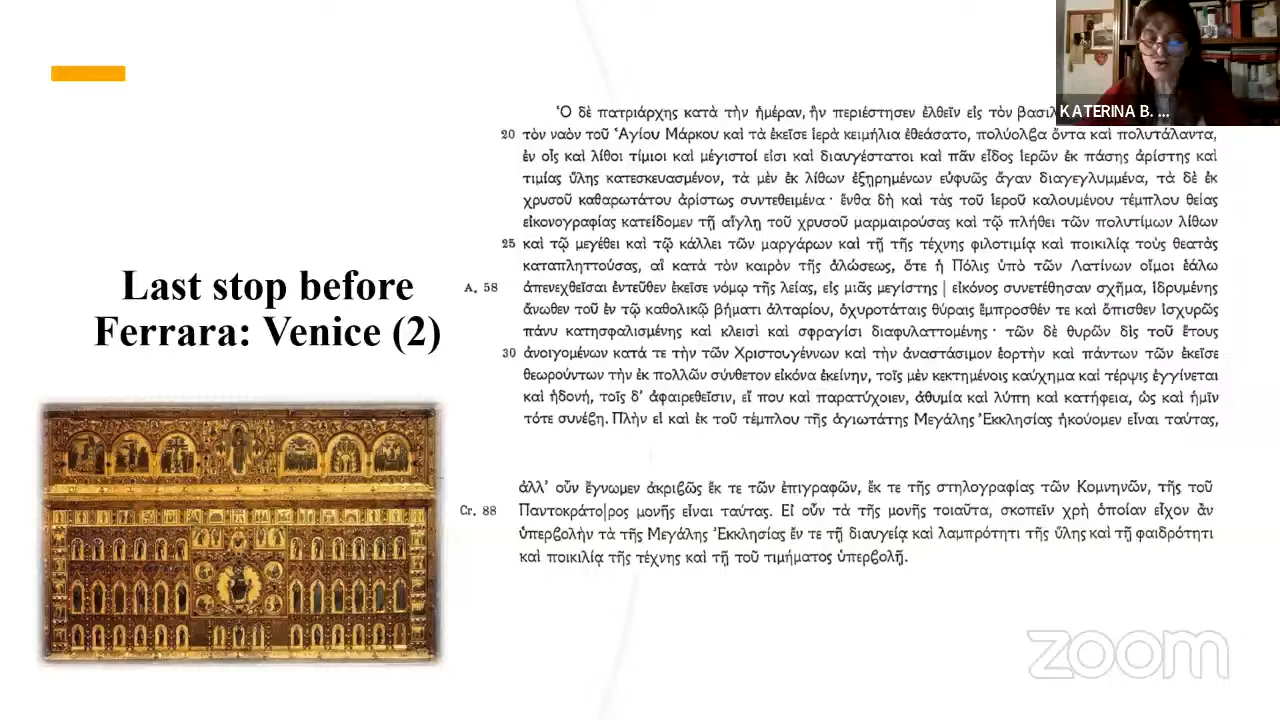 KATERINA B. ...
Last stop before
Ferrara: Venice (2)
Ὁ δὲ πατριάρχης κατὰ τὴν ἡμέραν, ἣν περιέστησεν ἐλθεῖν εἰς τὸν
20 τὸν ναὸν τοῦ Ἁγίου Μάρκου καὶ τὰ ἐκεῖσε ἱερὰ κειμήλια ἐθεάσατο, πολύολβα ὄντα καὶ πολυτάλαντα,
ἐν οἷς καὶ λίθοι τίμιοι καὶ μέγιστοί εἰσι καὶ διαυγέστατοι καὶ πᾶν εἶδος ἱερῶν ἐκ πάσης ἀρίστης καὶ
τιμίας ὕλης κατεσκευασμένον, τὰ μὲν ἐκ λίθων ἐξῃρημένων εὐφυῶς ἄγαν διαγεγλυμμένα, τὰ δὲ ἐκ
χρυσοῦ καθαρωτάτου ἀρίστως συντεθειμένα · ἔνθα δὴ καὶ τὰς τοῦ ἱεροῦ καλουμένου τέμπλου θείας
εἰκονογραφίας κατείδομεν τῇ αἴγλῃ τοῦ χρυσοῦ μαρμαιρούσας καὶ τῷ πλήθει τῶν πολυτίμων λίθων
25 καὶ τῷ μεγέθει καὶ τῷ κάλλει τῶν μαργάρων καὶ τῇ τῆς τέχνης φιλοτιμίᾳ καὶ ποικιλίᾳ τοὺς θεατὰς
καταπληττούσας, αἳ κατὰ τὸν καιρὸν τῆς ἁλώσεως, ὅτε ἡ Πόλις ὑπὸ τῶν Λατίνων οἴμοι ἑάλω
A. 58 ἀπενεχθεῖσαι ἐντεῦθεν ἐκεῖσε νόμῳ τῆς λείας, εἰς μιᾶς μεγίστης | εἰκόνος συνετέθησαν σχῆμα, ἱδρυμένης
ἄνωθεν τοῦ ἐν τῷ καθολικῷ βήματι ἀλταρίου, ὀχυροτάταις θύραις ἔμπροσθέν τε καὶ ὄπισθεν ἰσχυρῶς
πάνυ κατησφαλισμένης καὶ κλεισὶ καὶ σφραγῖσι διαφυλαττομένης · τῶν δὲ θυρῶν δὶς τοῦ ἔτους
30 ἀνοιγομένων κατά τε τὴν τῶν Χριστουγέννων καὶ τὴν ἀναστάσιμον ἑορτὴν καὶ πάντων τῶν ἐκεῖσε
θεωρούντων τὴν ἐκ πολλῶν σύνθετον εἰκόνα ἐκείνην, τοῖς μὲν κεκτημένοις καύχημα καὶ τέρψις ἐγγίνεται
καὶ ἡδονή, τοῖς δ' ἀφαιρεθεῖσιν, εἴ που καὶ παρατύχοιεν, ἀθυμία καὶ λύπη καὶ κατήφεια, ὡς καὶ ἡμῖν
τότε συνέβη. Πλὴν εἰ καὶ ἐκ τοῦ τέμπλου τῆς ἁγιωτάτης Μεγάλης Ἐκκλησίας ἠκούομεν εἶναι ταύτας,
ἀλλ' οὖν ἔγνωμεν ἀκριβῶς ἔκ τε τῶν ἐπιγραφῶν, ἔκ τε τῆς στηλογραφίας τῶν Κομνηνῶν, τῆς τοῦ
Cr. 88 Παντοκράτο|ρος μονῆς εἶναι ταύτας. Εἰ οὖν τὰ τῆς μονῆς τοιαῦτα, σκοπεῖν χρὴ ὁποίαν εἶχον ἂν
ὑπερβολὴν τὰ τῆς Μεγάλης Ἐκκλησίας ἔν τε τῇ διαυγείᾳ καὶ λαμπρότητι τῆς ὕλης καὶ τῇ φαιδρότητι
καὶ ποικιλίᾳ τῆς τέχνης καὶ τῇ τοῦ τιμήματος ὑπερβολῇ.
zoom